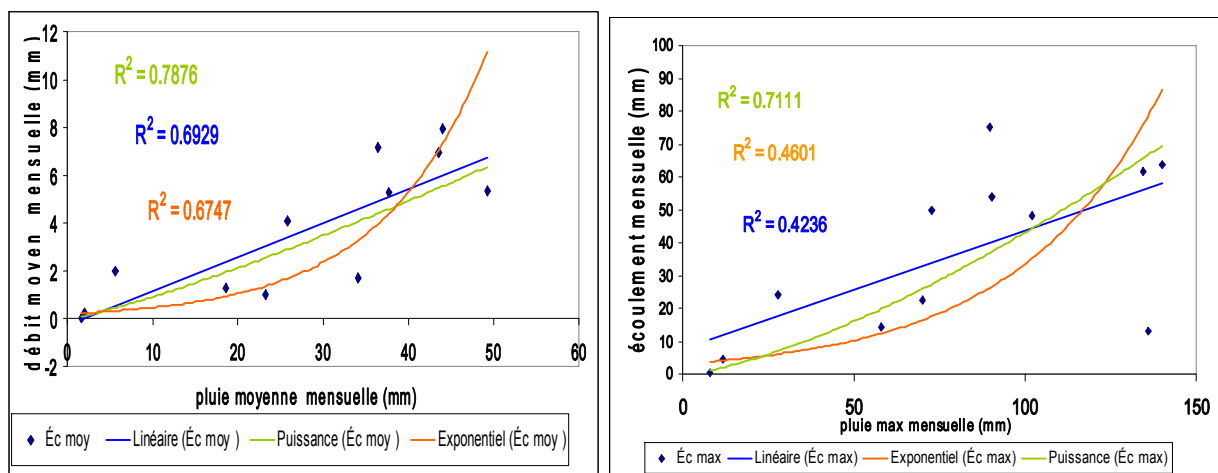 débit moyen mensuelle (mm)
12
10
8
6
4
2
0
-2
R² = 0.7876
R² = 0.6929
R² = 0.6747
0 10 20 30 40 50 60
pluie moyenne mensuelle (mm)
Éc moy Linéaire (Éc moy ) Puissance (Éc moy ) Exponentiel (Éc moy )
écoulement mensuelle (mm)
100
90
80
70
60
50
40
30
20
10
0
R² = 0.7111
R² = 0.4601
R² = 0.4236
0 50 100 150
pluie max mensuelle (mm)
Éc max Linéaire (Éc max) Exponentiel (Éc max) Puissance (Éc max)